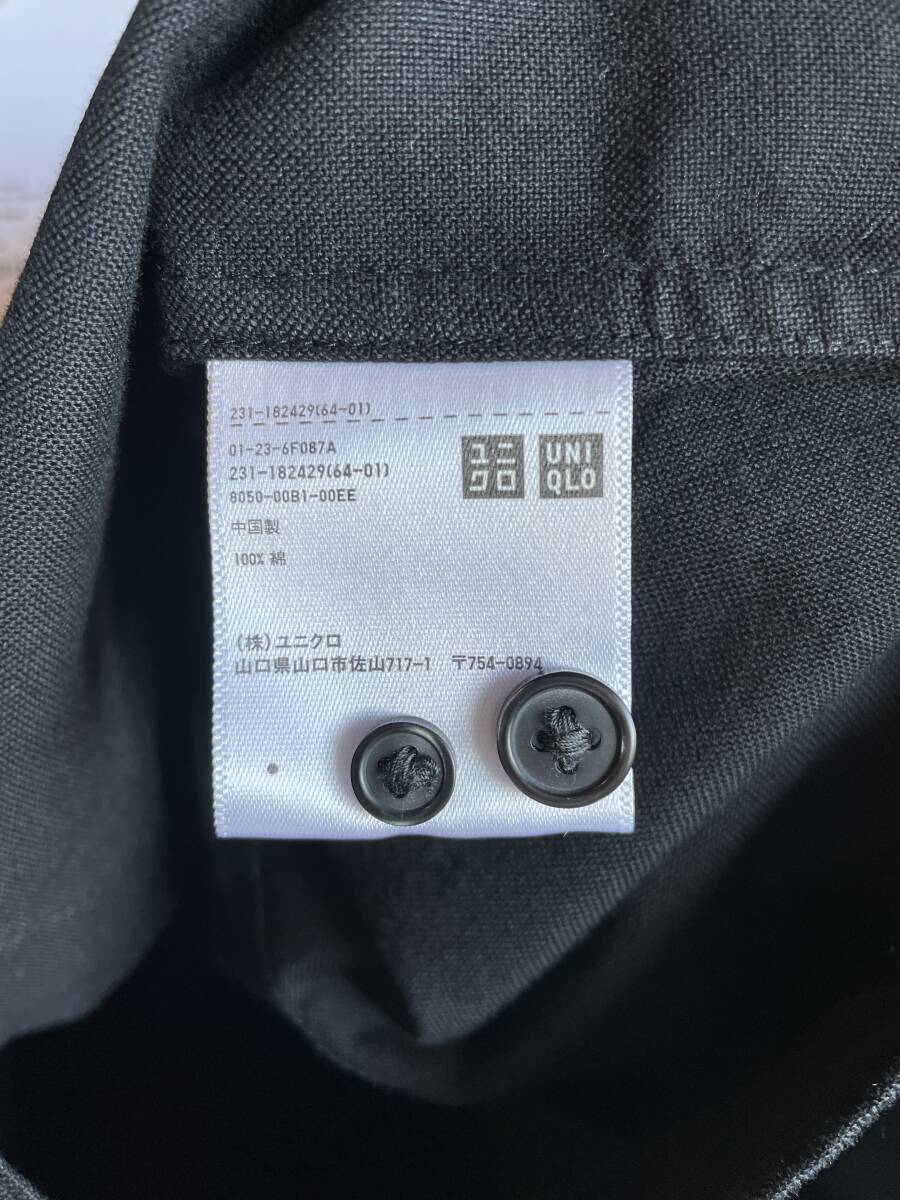 231-182429(64-01)
01-23-6F087A
231-182429(64-01)
8050-00B1-00EE
ユニ
クロ
UNI
QLO
中国製
100% 綿
(株)ユニクロ
山口県山口市佐山717-1 〒754-0894